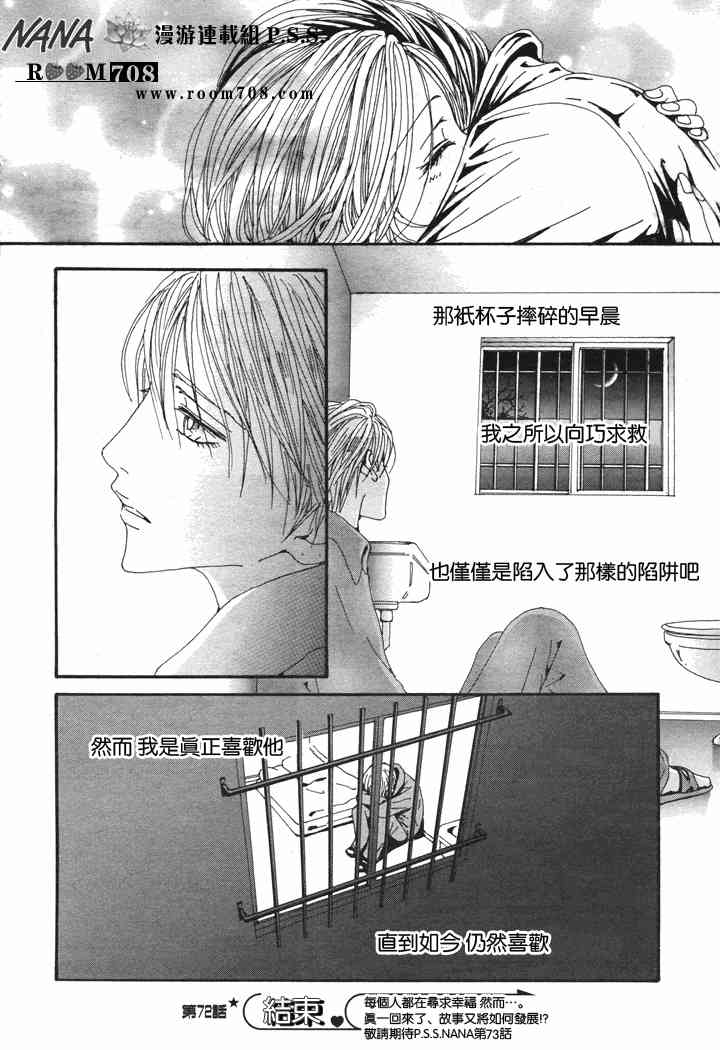 NANA 漫游連載組 P.S.S
ROOM708
www.room708.com
那衹杯子摔碎的早晨
我之所以向巧求救
也僅僅是陷入了那樣的陷阱吧
然而 我是眞正喜歡他
直到如今 仍然喜歡
第72話★ 結束♥
每個人都在尋求幸福 然而…。
眞一回來了、故事又將如何發展!?
敬請期待P.S.S.NANA第73話